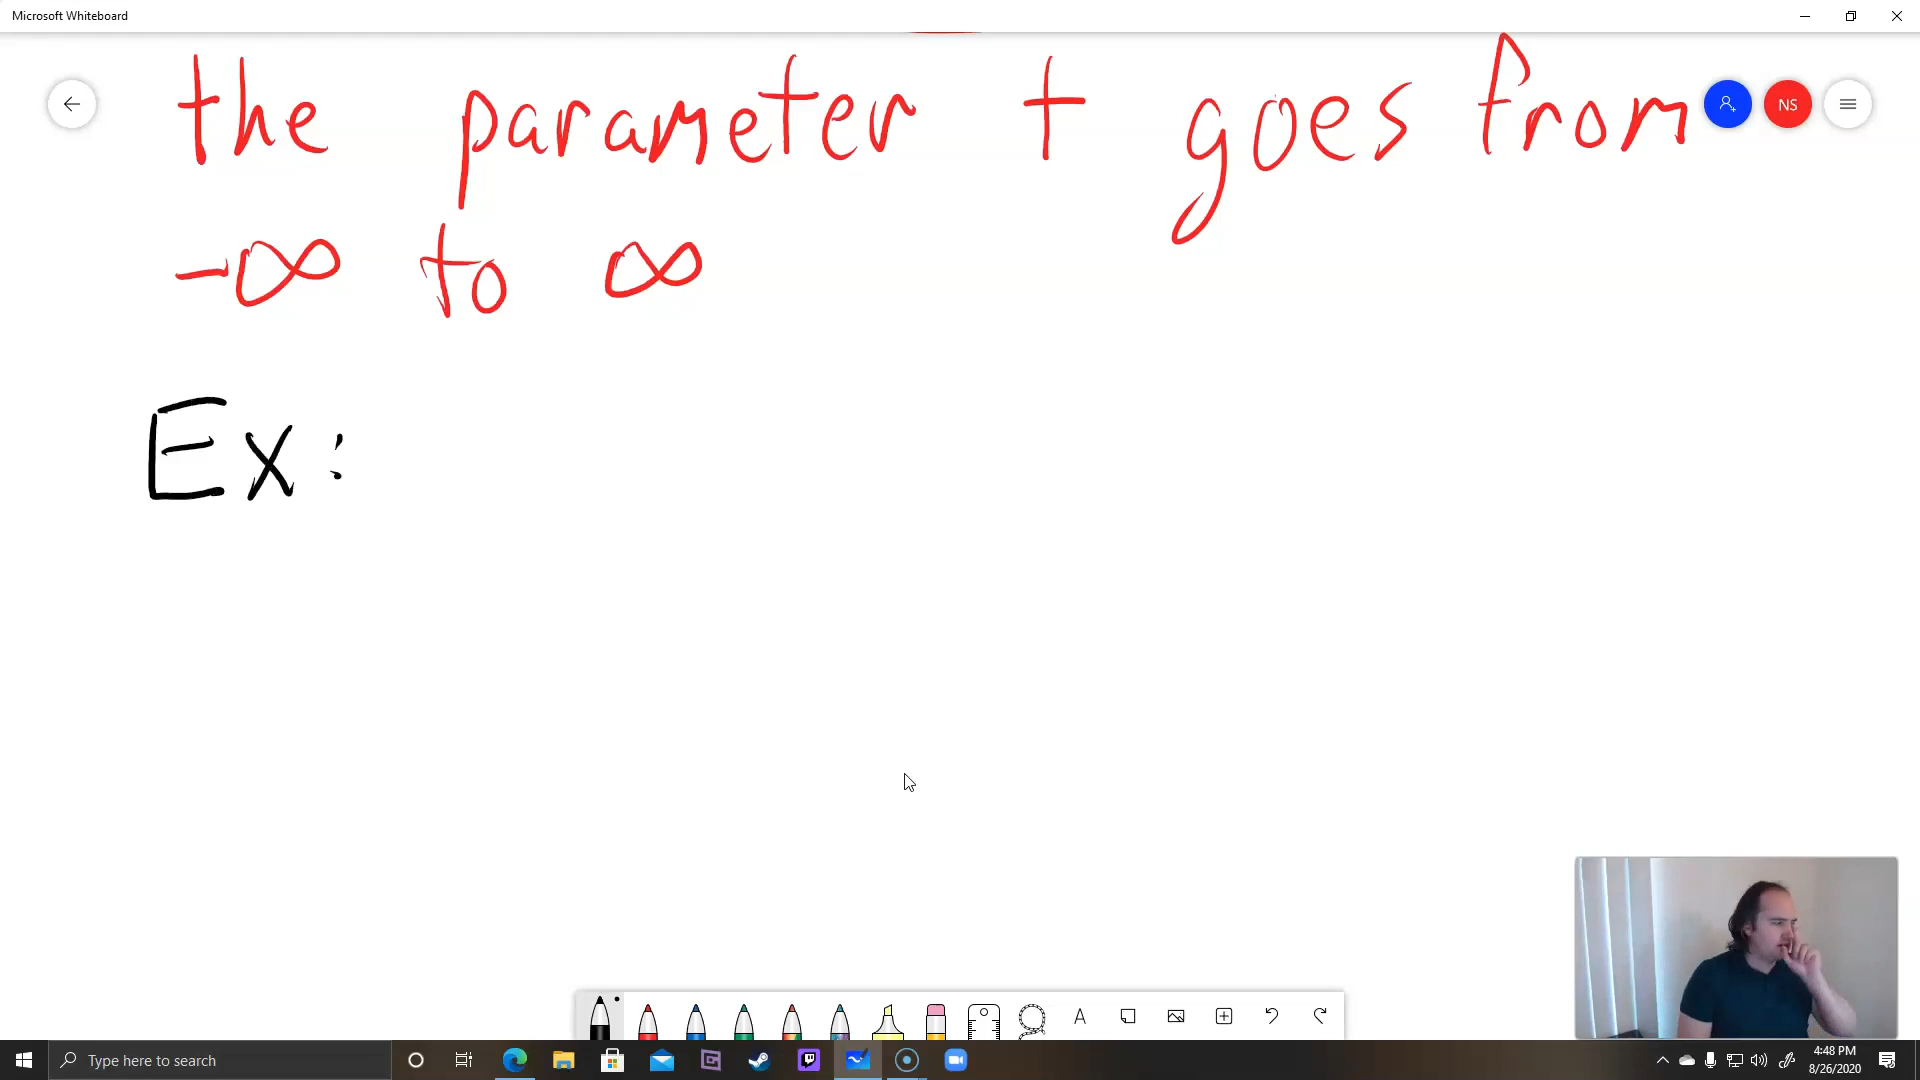 Microsoft Whiteboard
the parameter t goes from
NS
-∞ to ∞
Ex:
A
Type here to search
4:48 PM
8/26/2020